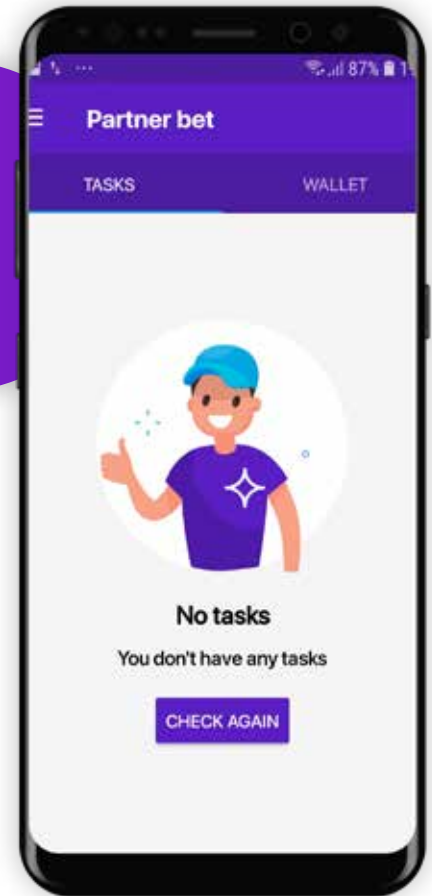 87%
Partner bet
TASKS WALLET
No tasks
You don't have any tasks
CHECK AGAIN